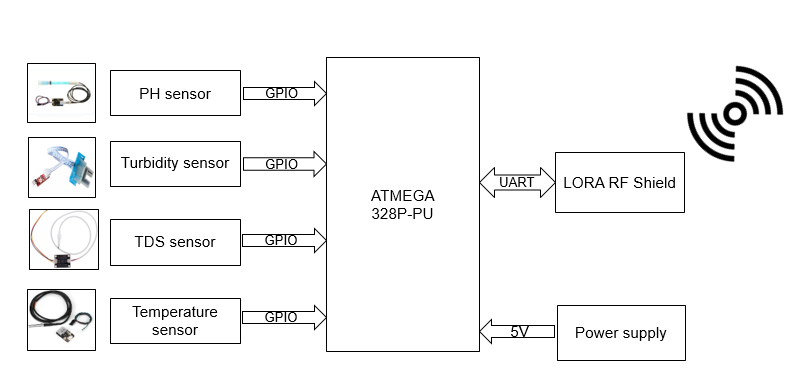 PH sensor
GPIO
Turbidity sensor
GPIO
TDS sensor
GPIO
Temperature
sensor
GPIO
ATMEGA
328P-PU
UART
LORA RF Shield
5V
Power supply